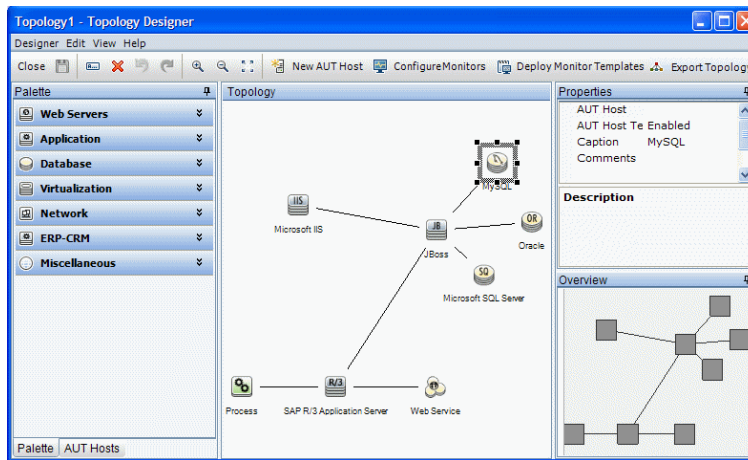 Topology1 - Topology Designer
Designer Edit View Help
Close New AUT Host ConfigureMonitors Deploy Monitor Templates Export Topology
Palette
Web Servers
Application
Database
Virtualization
Network
ERP-CRM
Miscellaneous
Palette AUT Hosts
Topology
MySQL
IIS
Microsoft IIS
JB
JBoss
OR
Oracle
SQ
Microsoft SQL Server
Process
R/3
SAP R/3 Application Server
Web Service
Properties
AUT Host
AUT Host Te Enabled
Caption MySQL
Comments
Description
Overview